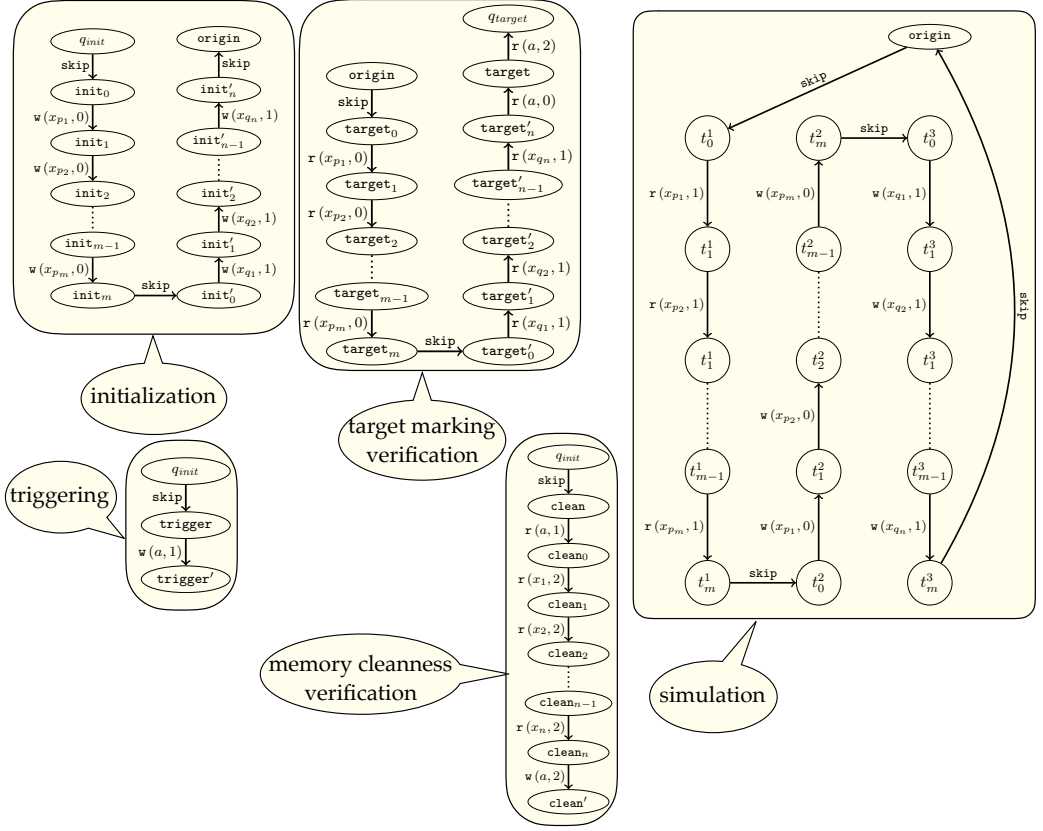 q_init
skip
init_0
w(x_{p_1}, 0)
init_1
w(x_{p_2}, 0)
init_2
init_{m-1}
w(x_{p_m}, 0)
init_m
skip
init'_0
w(x_{q_1}, 1)
init'_1
w(x_{q_2}, 1)
init'_2
init'_{n-1}
w(x_{q_n}, 1)
init'_n
skip
origin
initialization
origin
skip
target_0
r(x_{p_1}, 0)
target_1
r(x_{p_2}, 0)
target_2
target_{m-1}
r(x_{p_m}, 0)
target_m
skip
target'_0
r(x_{q_1}, 1)
target'_1
r(x_{q_2}, 1)
target'_2
target'_{n-1}
r(x_{q_n}, 1)
target'_n
r(a, 0)
target
r(a, 2)
q_target
target marking
verification
triggering
q_init
skip
trigger
w(a, 1)
trigger'
memory cleanness
verification
q_init
skip
clean
r(a, 1)
clean_0
r(x_1, 2)
clean_1
r(x_2, 2)
clean_2
clean_{n-1}
r(x_n, 2)
clean_n
w(a, 2)
clean'
origin
skip
t^1_0
r(x_{p_1}, 1)
t^1_1
r(x_{p_2}, 1)
t^1_1
t^1_{m-1}
r(x_{p_m}, 1)
t^1_m
skip
t^2_0
w(x_{p_1}, 0)
t^2_1
w(x_{p_2}, 0)
t^2_2
t^2_{m-1}
w(x_{p_m}, 0)
t^2_m
skip
t^3_0
w(x_{q_1}, 1)
t^3_1
w(x_{q_2}, 1)
t^3_1
t^3_{m-1}
w(x_{q_n}, 1)
t^3_m
skip
simulation